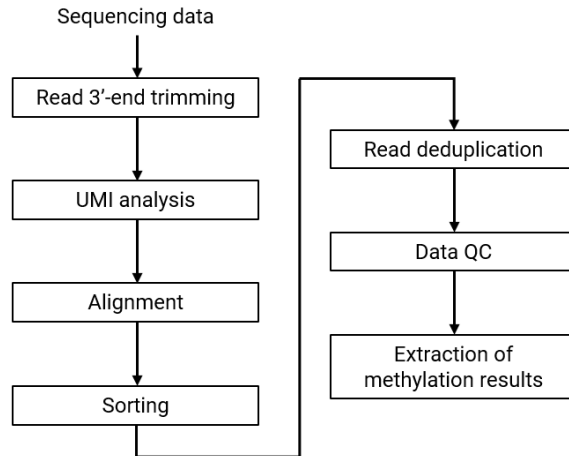 Sequencing data
Read 3’-end trimming
UMI analysis
Alignment
Sorting
Read deduplication
Data QC
Extraction of
methylation results